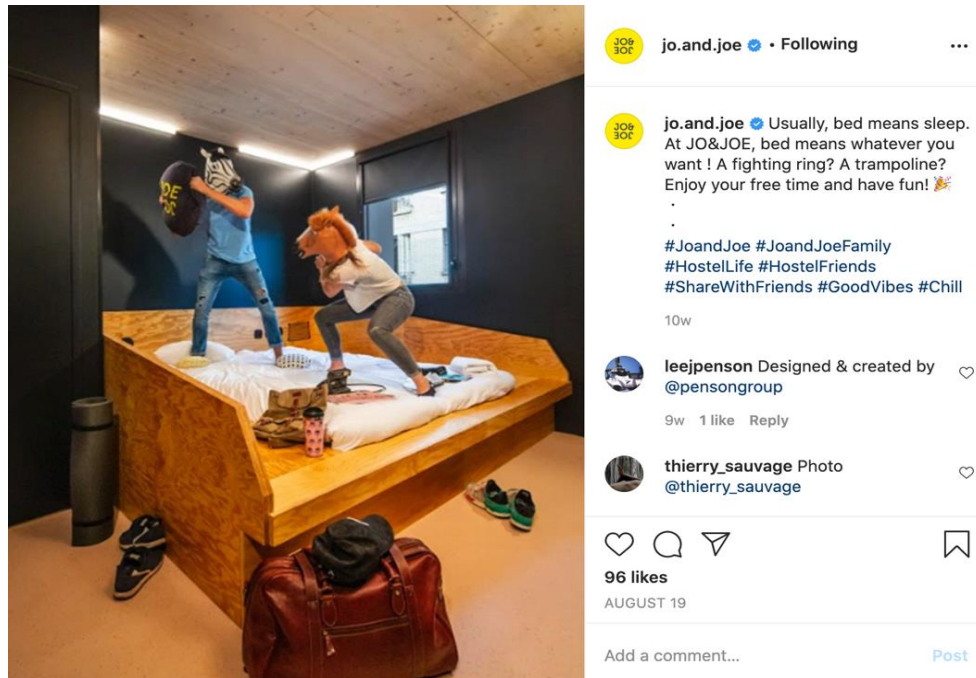 JO&
JOE
jo.and.joe • Following
JO&
JOE
jo.and.joe Usually, bed means sleep.
At JO&JOE, bed means whatever you
want ! A fighting ring? A trampoline?
Enjoy your free time and have fun! 🎉
.
.
#JoandJoe #JoandJoeFamily
#HostelLife #HostelFriends
#ShareWithFriends #GoodVibes #Chill
10w
leejpenson Designed & created by
@pensongroup
9w 1 like Reply
thierry_sauvage Photo
@thierry_sauvage
96 likes
AUGUST 19
Add a comment... Post